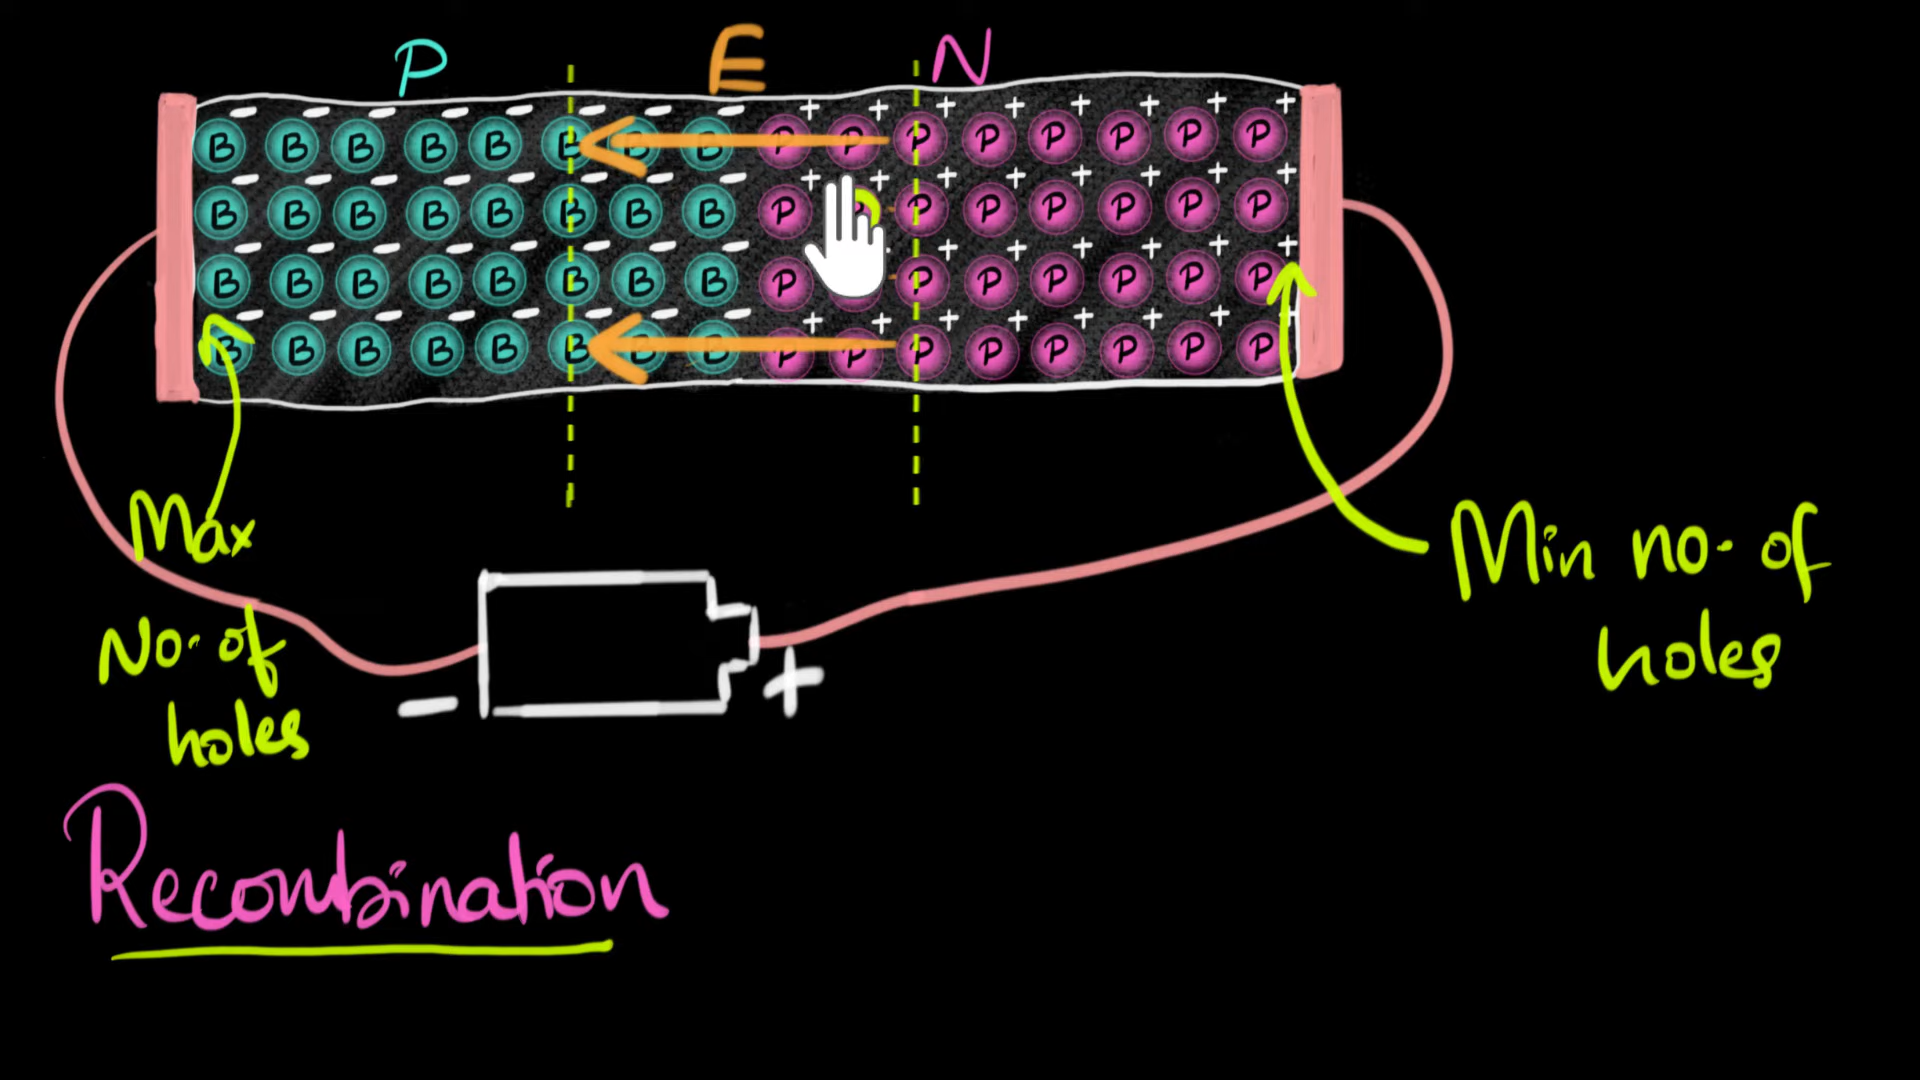 P E N
- - - - - - - - + + + + + + + +
B B B B B B B B P P P P P P P P
- - - - - - - - + + + + + + + +
B B B B B B B B P P P P P P P
- - - - - - - - + + + + + +
B B B B B B B B P P P P P P P
- - - - - - - - + + + + + + + +
B B B B B B B B P P P P P P P P
Max
No. of
holes
Min no. of
holes
- +
Recombination